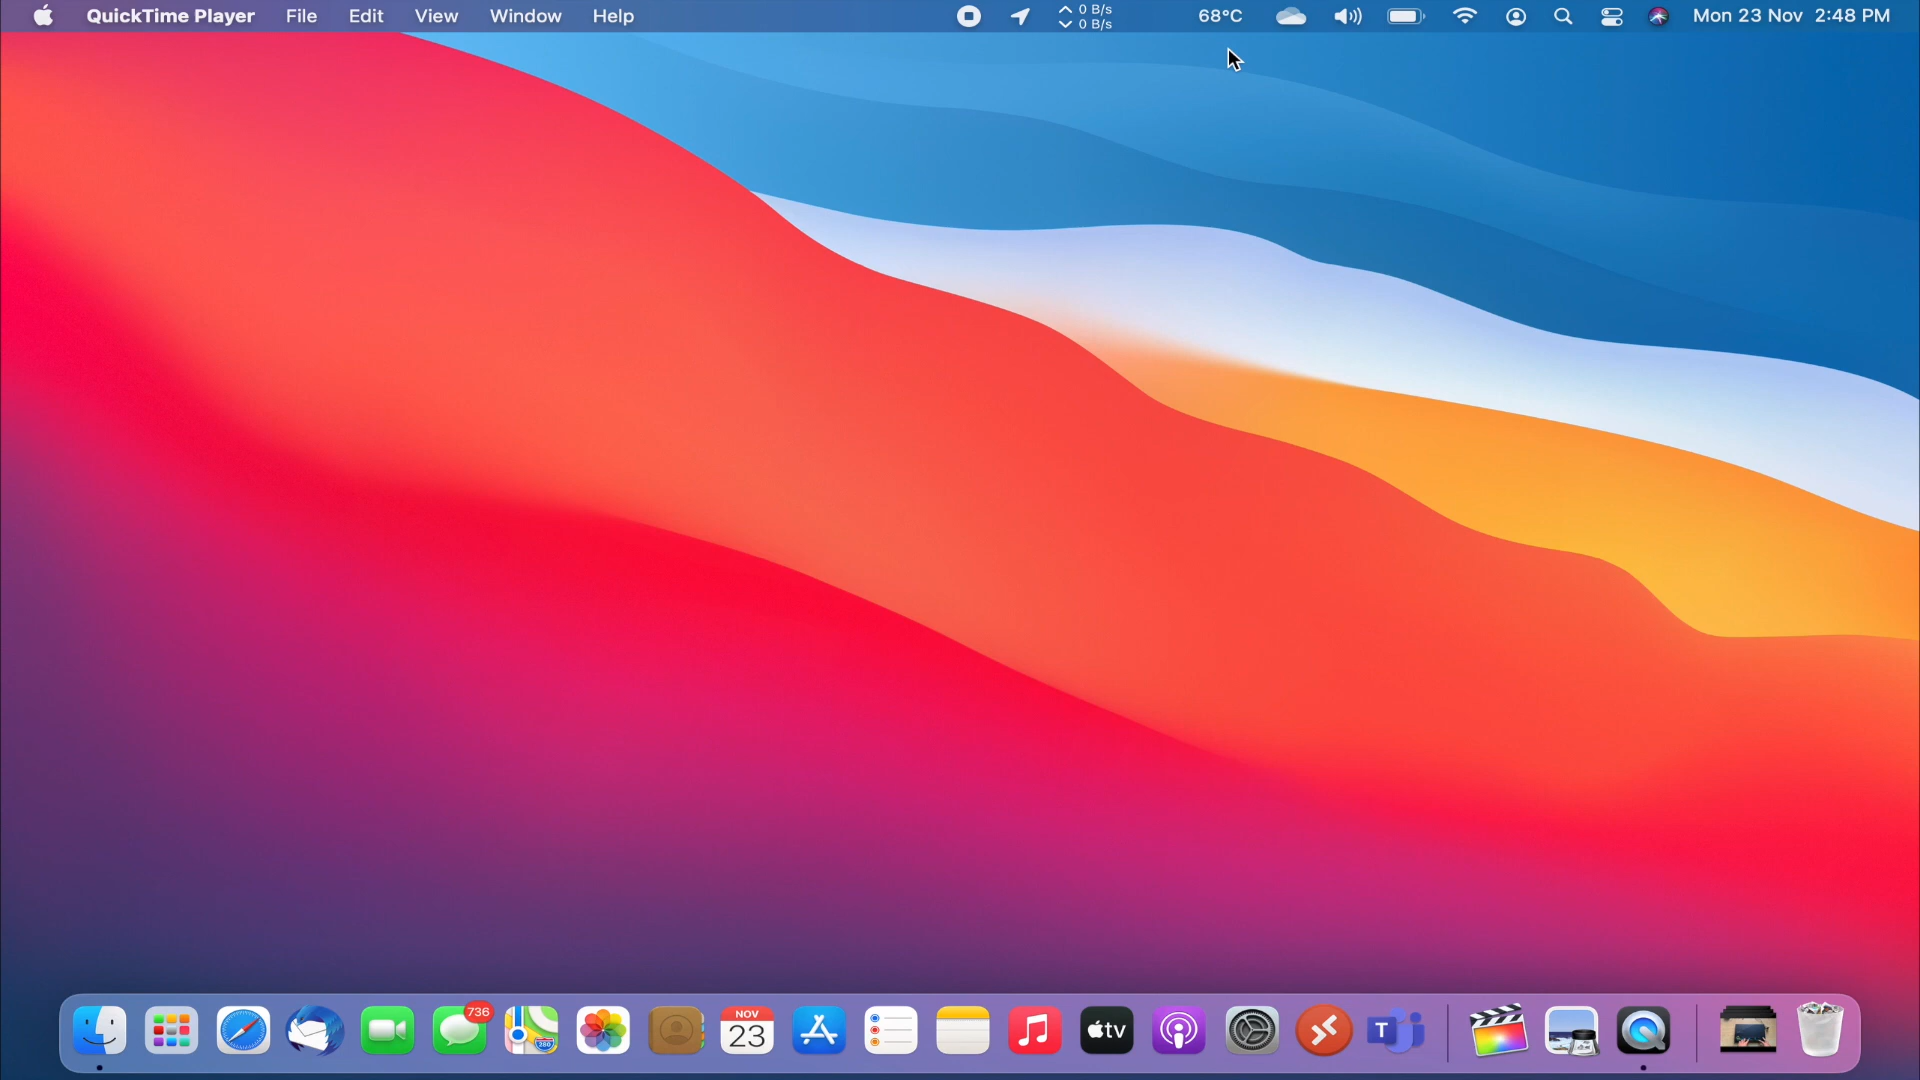 QuickTime Player File Edit View Window Help 0 B/s 68°C Mon 23 Nov 2:48 PM
0 B/s
736
NOV
23
280
tv
T